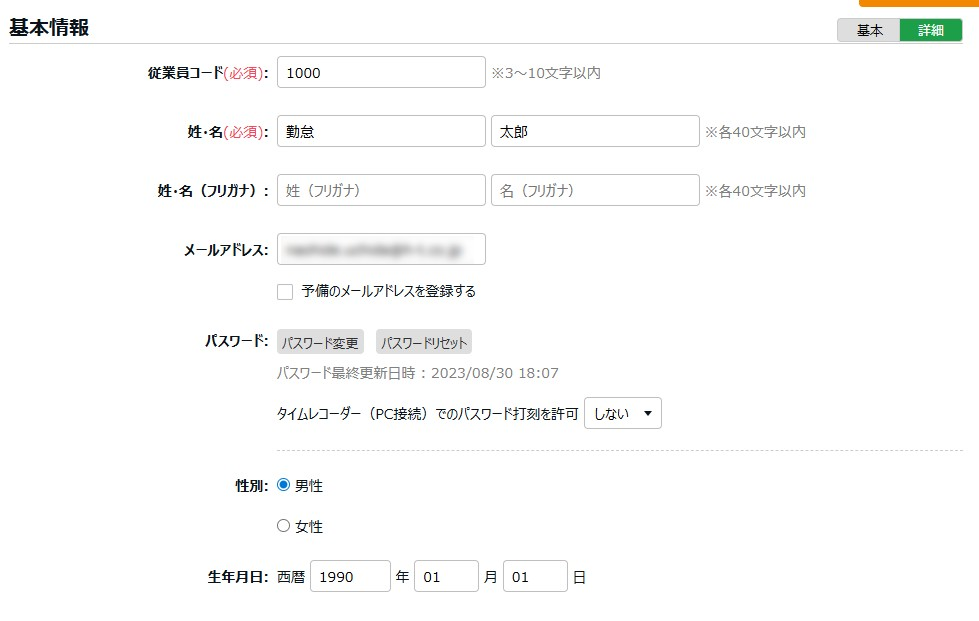 基本情報
基本 詳細
従業員コード(必須): 1000 ※3～10文字以内
姓・名(必須): 勤怠 太郎 ※各40文字以内
姓・名（フリガナ）: 姓（フリガナ） 名（フリガナ） ※各40文字以内
メールアドレス:
予備のメールアドレスを登録する
パスワード: パスワード変更 パスワードリセット
パスワード最終更新日時：2023/08/30 18:07
タイムレコーダー（PC接続）でのパスワード打刻を許可 しない
性別: 男性
女性
生年月日: 西暦 1990 年 01 月 01 日